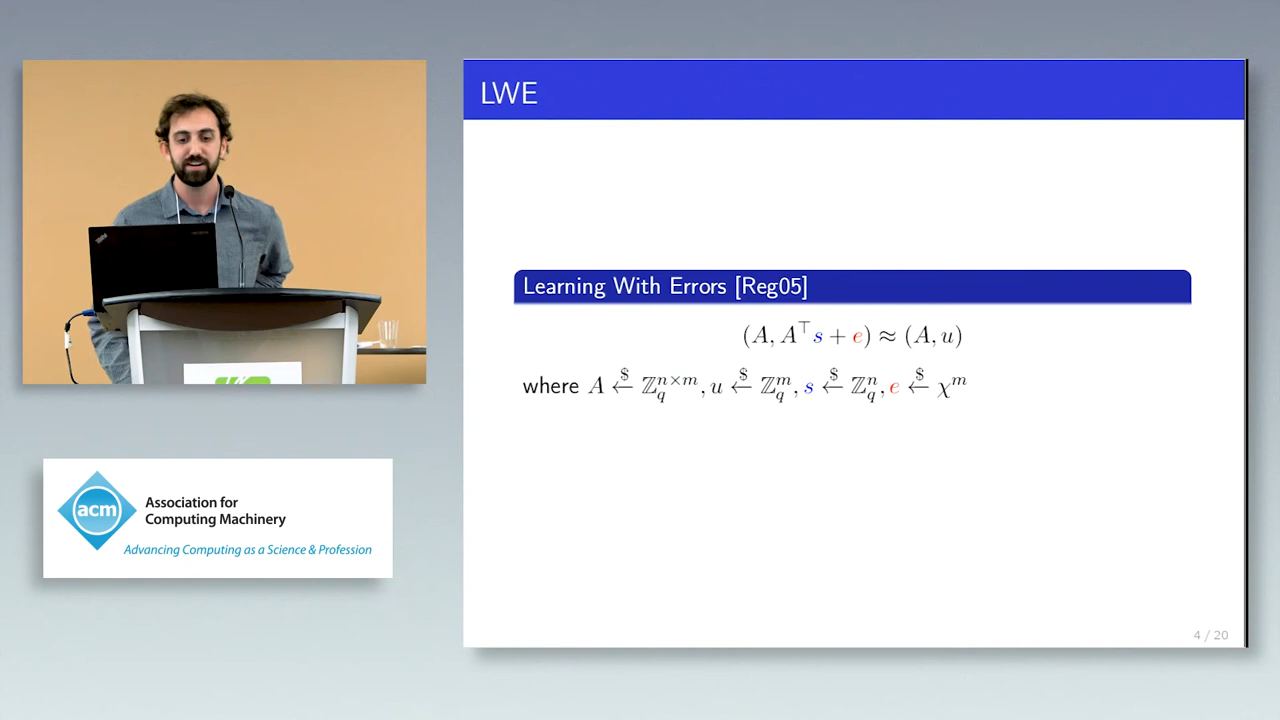 LWE
Learning With Errors [Reg05]
(A, A⊤s + e) ≈ (A, u)
where A ←$ ℤ_q^{n×m}, u ←$ ℤ_q^m, s ←$ ℤ_q^n, e ←$ χ^m
4 / 20
acm
Association for
Computing Machinery
Advancing Computing as a Science & Profession